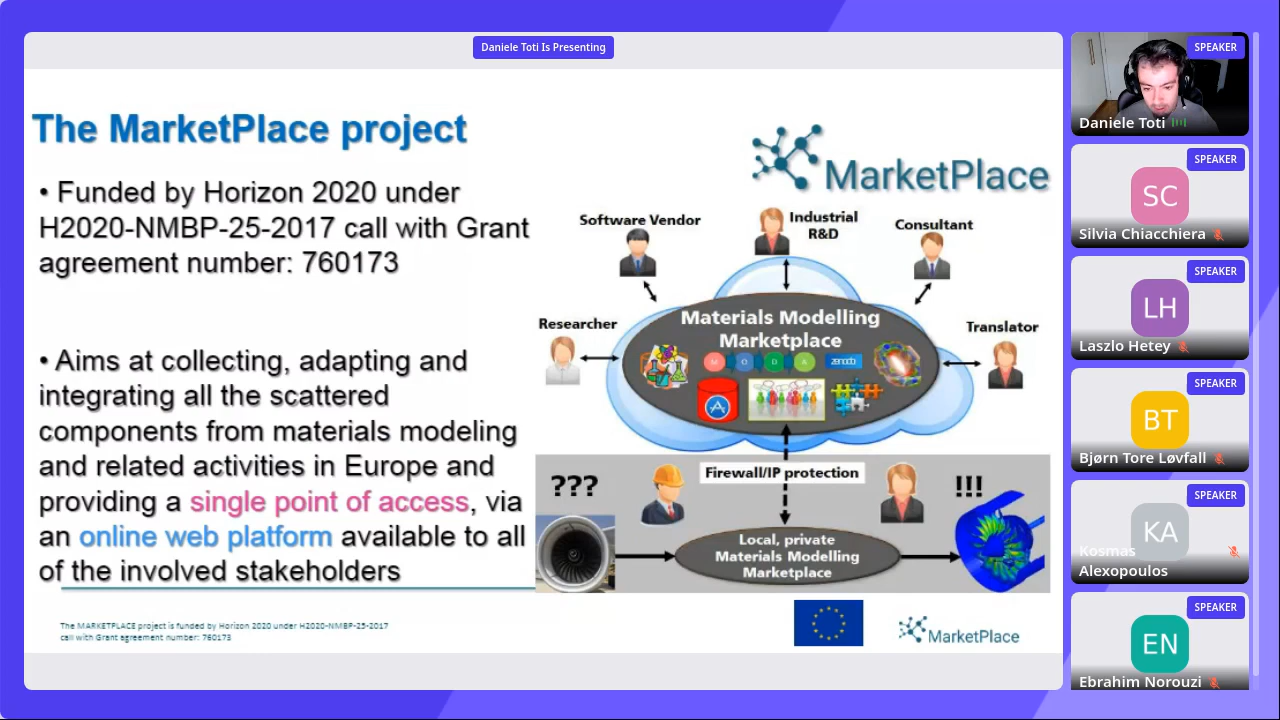 Daniele Toti Is Presenting
The MarketPlace project
• Funded by Horizon 2020 under
H2020-NMBP-25-2017 call with Grant
agreement number: 760173
• Aims at collecting, adapting and
integrating all the scattered
components from materials modeling
and related activities in Europe and
providing a single point of access, via
an online web platform available to all
of the involved stakeholders
The MARKETPLACE project is funded by Horizon 2020 under H2020-NMBP-25-2017
call with Grant agreement number: 760173
MarketPlace
Software Vendor
Industrial
R&D
Consultant
Researcher
Translator
Materials Modelling
Marketplace
M O D A
zenodo
Firewall/IP protection
???
!!!
Local, private
Materials Modelling
Marketplace
MarketPlace
SPEAKER
Daniele Toti
SPEAKER
SC
Silvia Chiacchiera
SPEAKER
LH
Laszlo Hetey
SPEAKER
BT
Bjørn Tore Løvfall
SPEAKER
KA
Kosmas
Alexopoulos
SPEAKER
EN
Ebrahim Norouzi